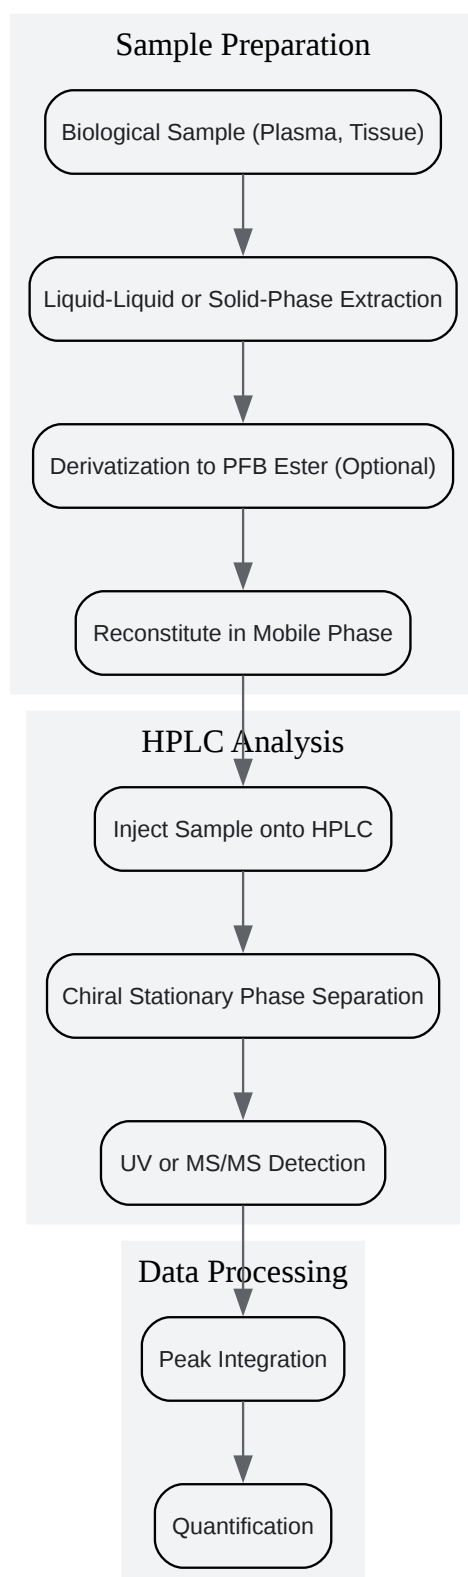 Sample Preparation
Biological Sample (Plasma, Tissue)
Liquid-Liquid or Solid-Phase Extraction
Derivatization to PFB Ester (Optional)
Reconstitute in Mobile Phase
HPLC Analysis
Inject Sample onto HPLC
Chiral Stationary Phase Separation
UV or MS/MS Detection
Data Processing
Peak Integration
Quantification